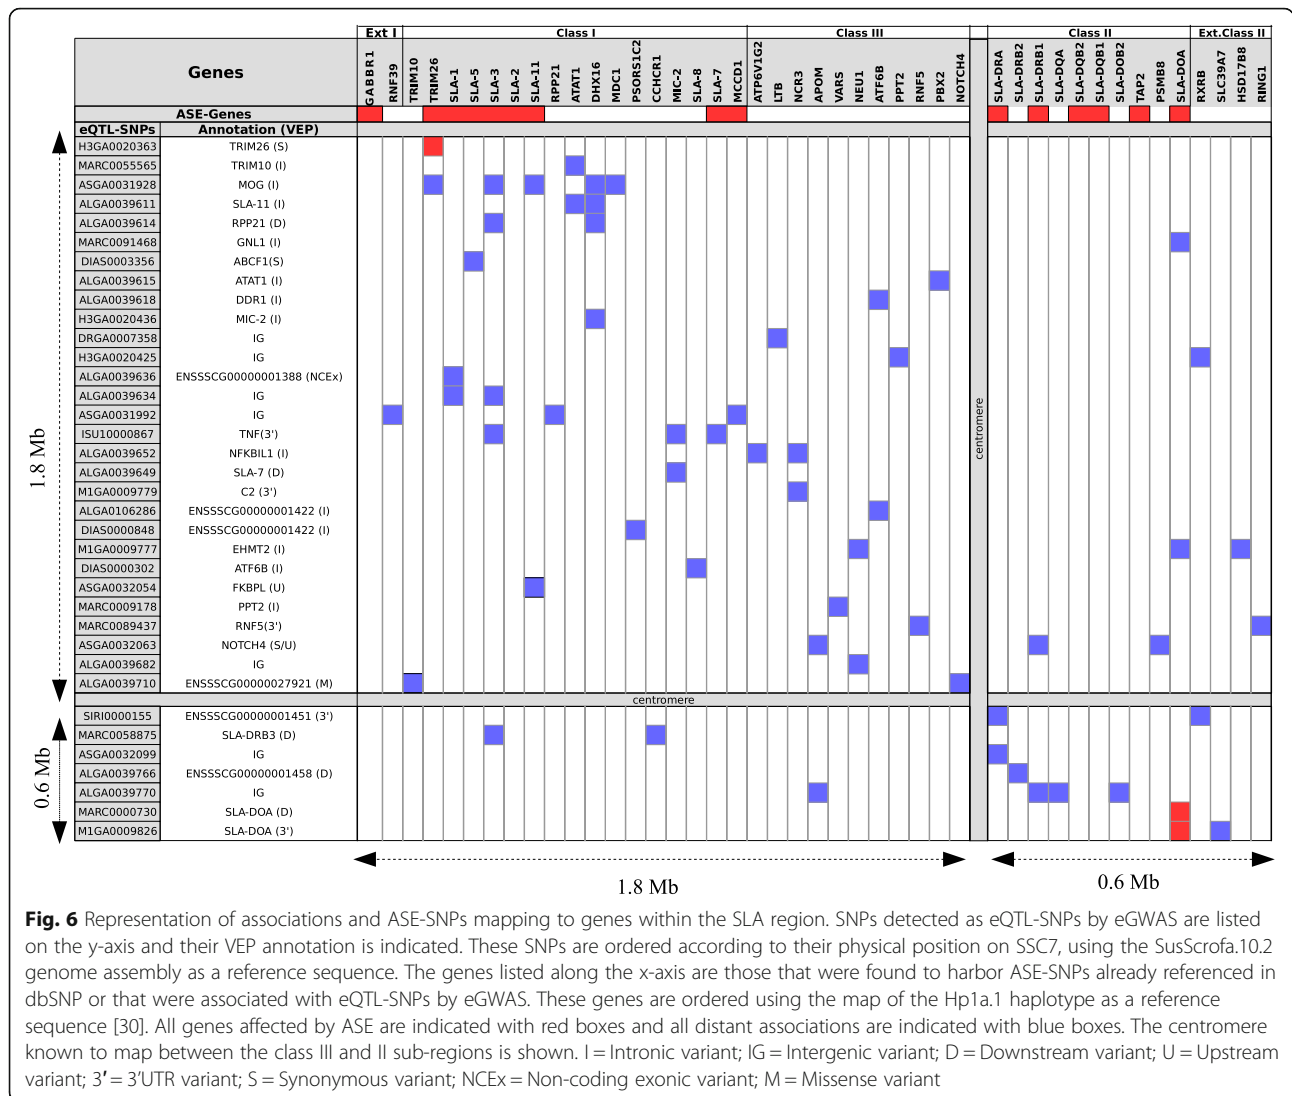 Ext I Class I Class III Class II Ext.Class II
Genes GABBR1 RNF39 TRIM10 TRIM26 SLA-1 SLA-5 SLA-3 SLA-2 SLA-11 RPP21 ATAT1 DHX16 MDC1 PSORS1C2 CCHCR1 MIC-2 SLA-8 SLA-7 MCCD1 ATP6V1G2 LTB NCR3 APOM VARS NEU1 ATF6B PPT2 RNF5 PBX2 NOTCH4 SLA-DRA SLA-DRB2 SLA-DRB1 SLA-DQA SLA-DQB2 SLA-DQB1 SLA-DOB2 TAP2 PSMB8 SLA-DOA RXRB SLC39A7 HSD17B8 RING1
ASE-Genes
eQTL-SNPs Annotation (VEP)
H3GA0020363 TRIM26 (S)
MARC0055565 TRIM10 (I)
ASGA0031928 MOG (I)
ALGA0039611 SLA-11 (I)
ALGA0039614 RPP21 (D)
MARC0091468 GNL1 (I)
DIAS0003356 ABCF1(S)
ALGA0039615 ATAT1 (I)
ALGA0039618 DDR1 (I)
H3GA0020436 MIC-2 (I)
DRGA0007358 IG
H3GA0020425 IG
ALGA0039636 ENSSSCG00000001388 (NCEx)
ALGA0039634 IG
ASGA0031992 IG
ISU10000867 TNF(3')
ALGA0039652 NFKBIL1 (I)
ALGA0039649 SLA-7 (D)
M1GA0009779 C2 (3')
ALGA0106286 ENSSSCG00000001422 (I)
DIAS0000848 ENSSSCG00000001422 (I)
M1GA0009777 EHMT2 (I)
DIAS0000302 ATF6B (I)
ASGA0032054 FKBPL (U)
MARC0009178 PPT2 (I)
MARC0089437 RNF5(3')
ASGA0032063 NOTCH4 (S/U)
ALGA0039682 IG
ALGA0039710 ENSSSCG00000027921 (M)
1.8 Mb
centromere
centromere
SIRI0000155 ENSSSCG00000001451 (3')
MARC0058875 SLA-DRB3 (D)
ASGA0032099 IG
ALGA0039766 ENSSSCG00000001458 (D)
ALGA0039770 IG
MARC0000730 SLA-DOA (D)
M1GA0009826 SLA-DOA (3')
0.6 Mb
1.8 Mb 0.6 Mb
Fig. 6 Representation of associations and ASE-SNPs mapping to genes within the SLA region. SNPs detected as eQTL-SNPs by eGWAS are listed
on the y-axis and their VEP annotation is indicated. These SNPs are ordered according to their physical position on SSC7, using the SusScrofa.10.2
genome assembly as a reference sequence. The genes listed along the x-axis are those that were found to harbor ASE-SNPs already referenced in
dbSNP or that were associated with eQTL-SNPs by eGWAS. These genes are ordered using the map of the Hp1a.1 haplotype as a reference
sequence [30]. All genes affected by ASE are indicated with red boxes and all distant associations are indicated with blue boxes. The centromere
known to map between the class III and II sub-regions is shown. I = Intronic variant; IG = Intergenic variant; D = Downstream variant; U = Upstream
variant; 3′ = 3’UTR variant; S = Synonymous variant; NCEx = Non-coding exonic variant; M = Missense variant